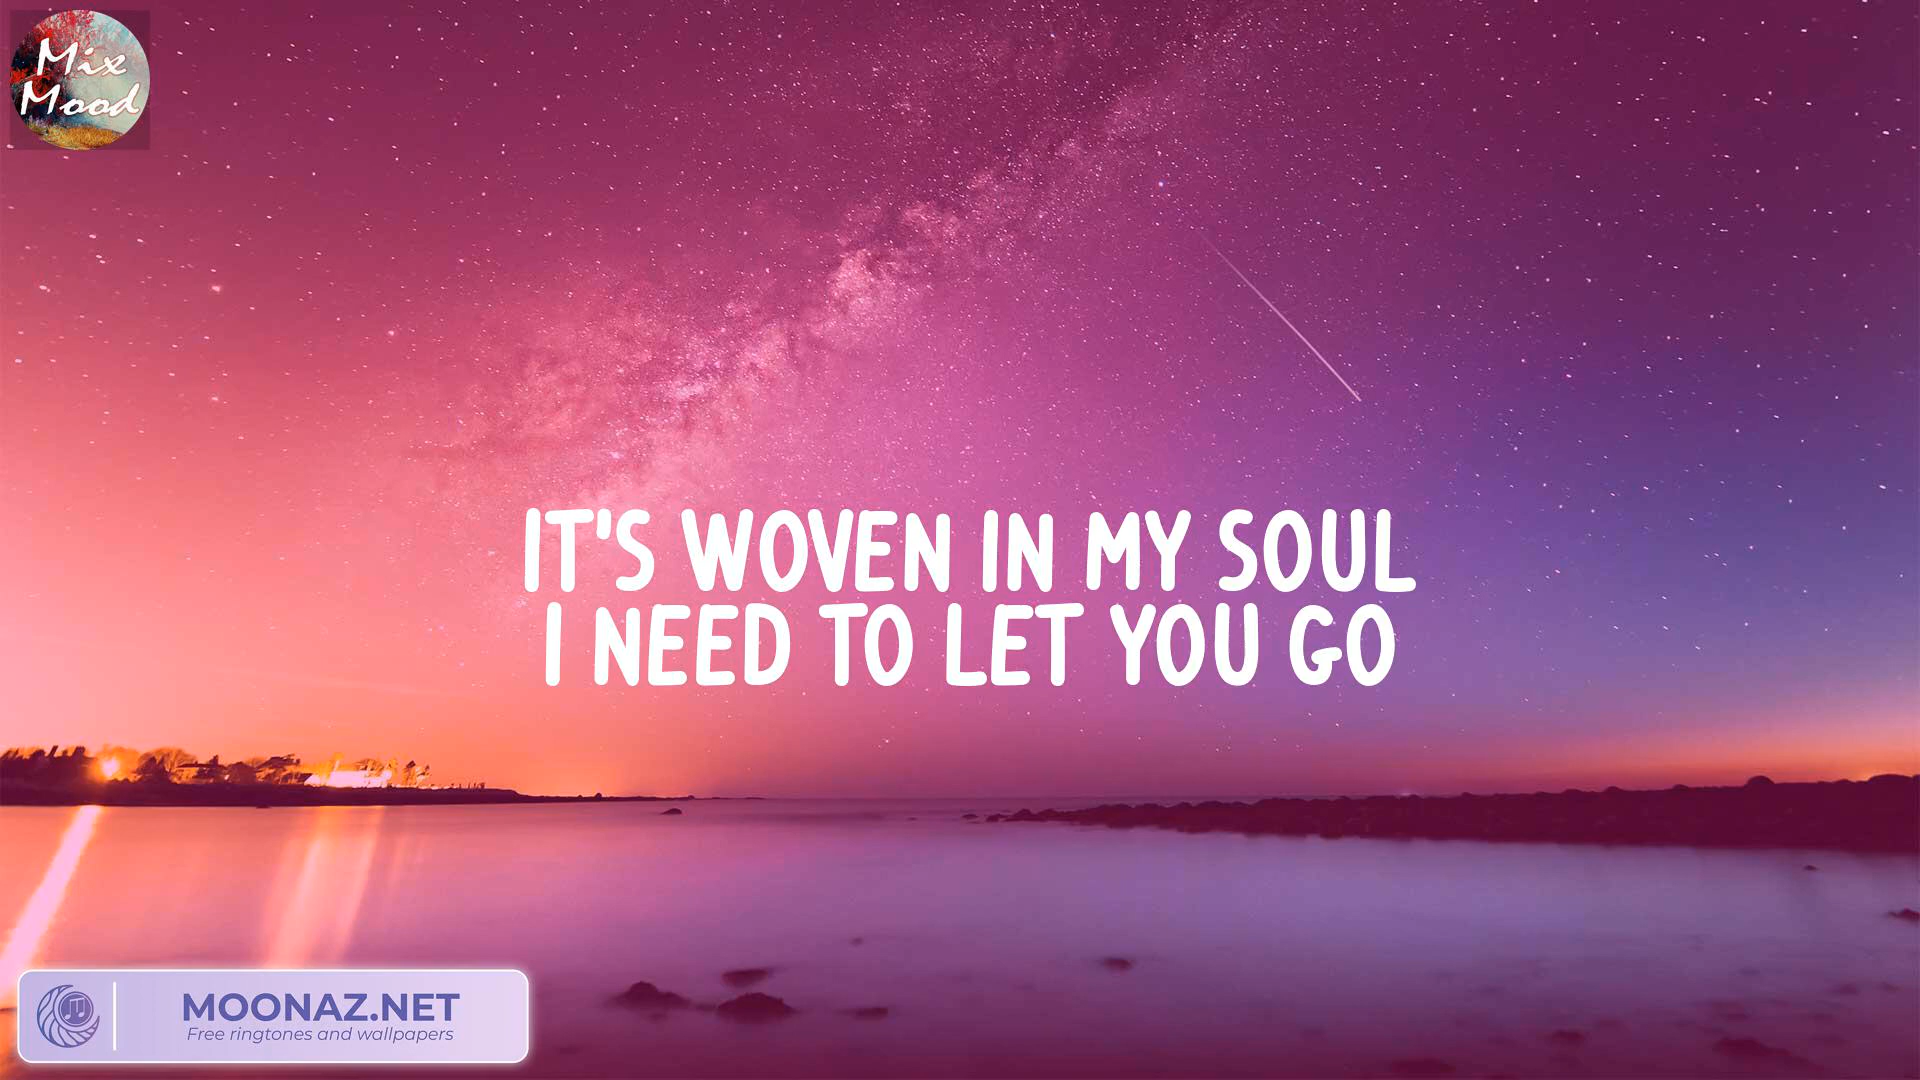 Mix
Mood
IT'S WOVEN IN MY SOUL
I NEED TO LET YOU GO
MOONAZ.NET
Free ringtones and wallpapers